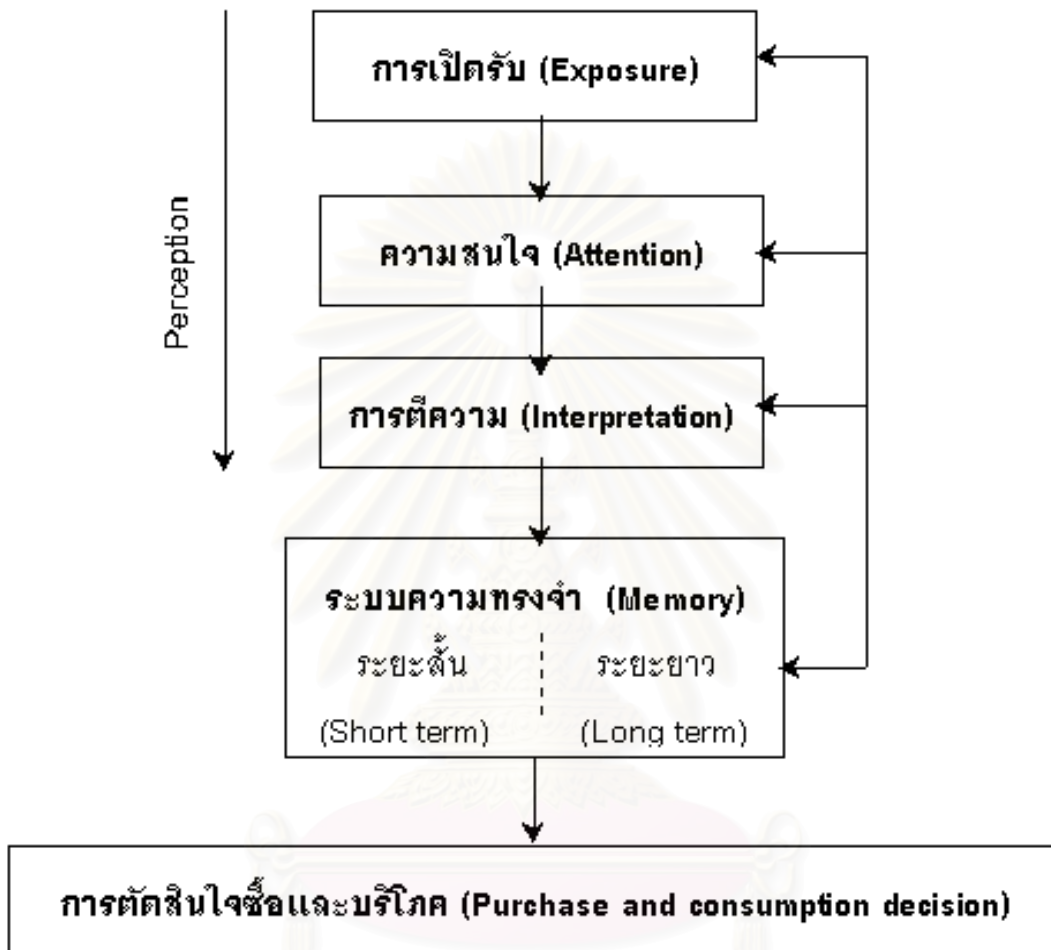 การเปิดรับ (Exposure)
Perception
ความสนใจ (Attention)
การตีความ (Interpretation)
ระบบความทรงจำ (Memory)
ระยะสั้น ระยะยาว
(Short term) (Long term)
การตัดสินใจซื้อและบริโภค (Purchase and consumption decision)